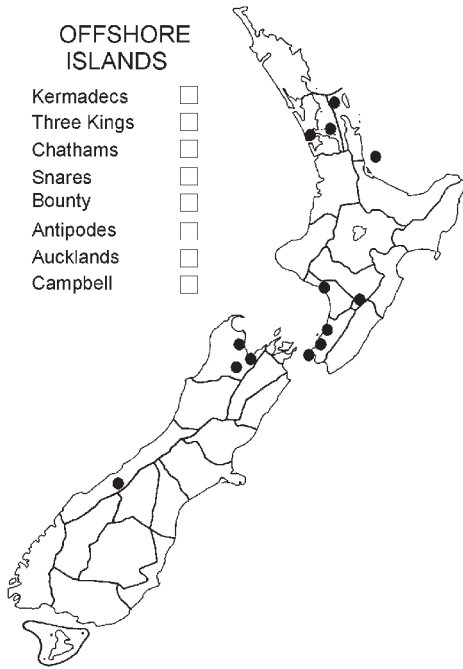 OFFSHORE
ISLANDS
Kermadecs
Three Kings
Chathams
Snares
Bounty
Antipodes
Aucklands
Campbell